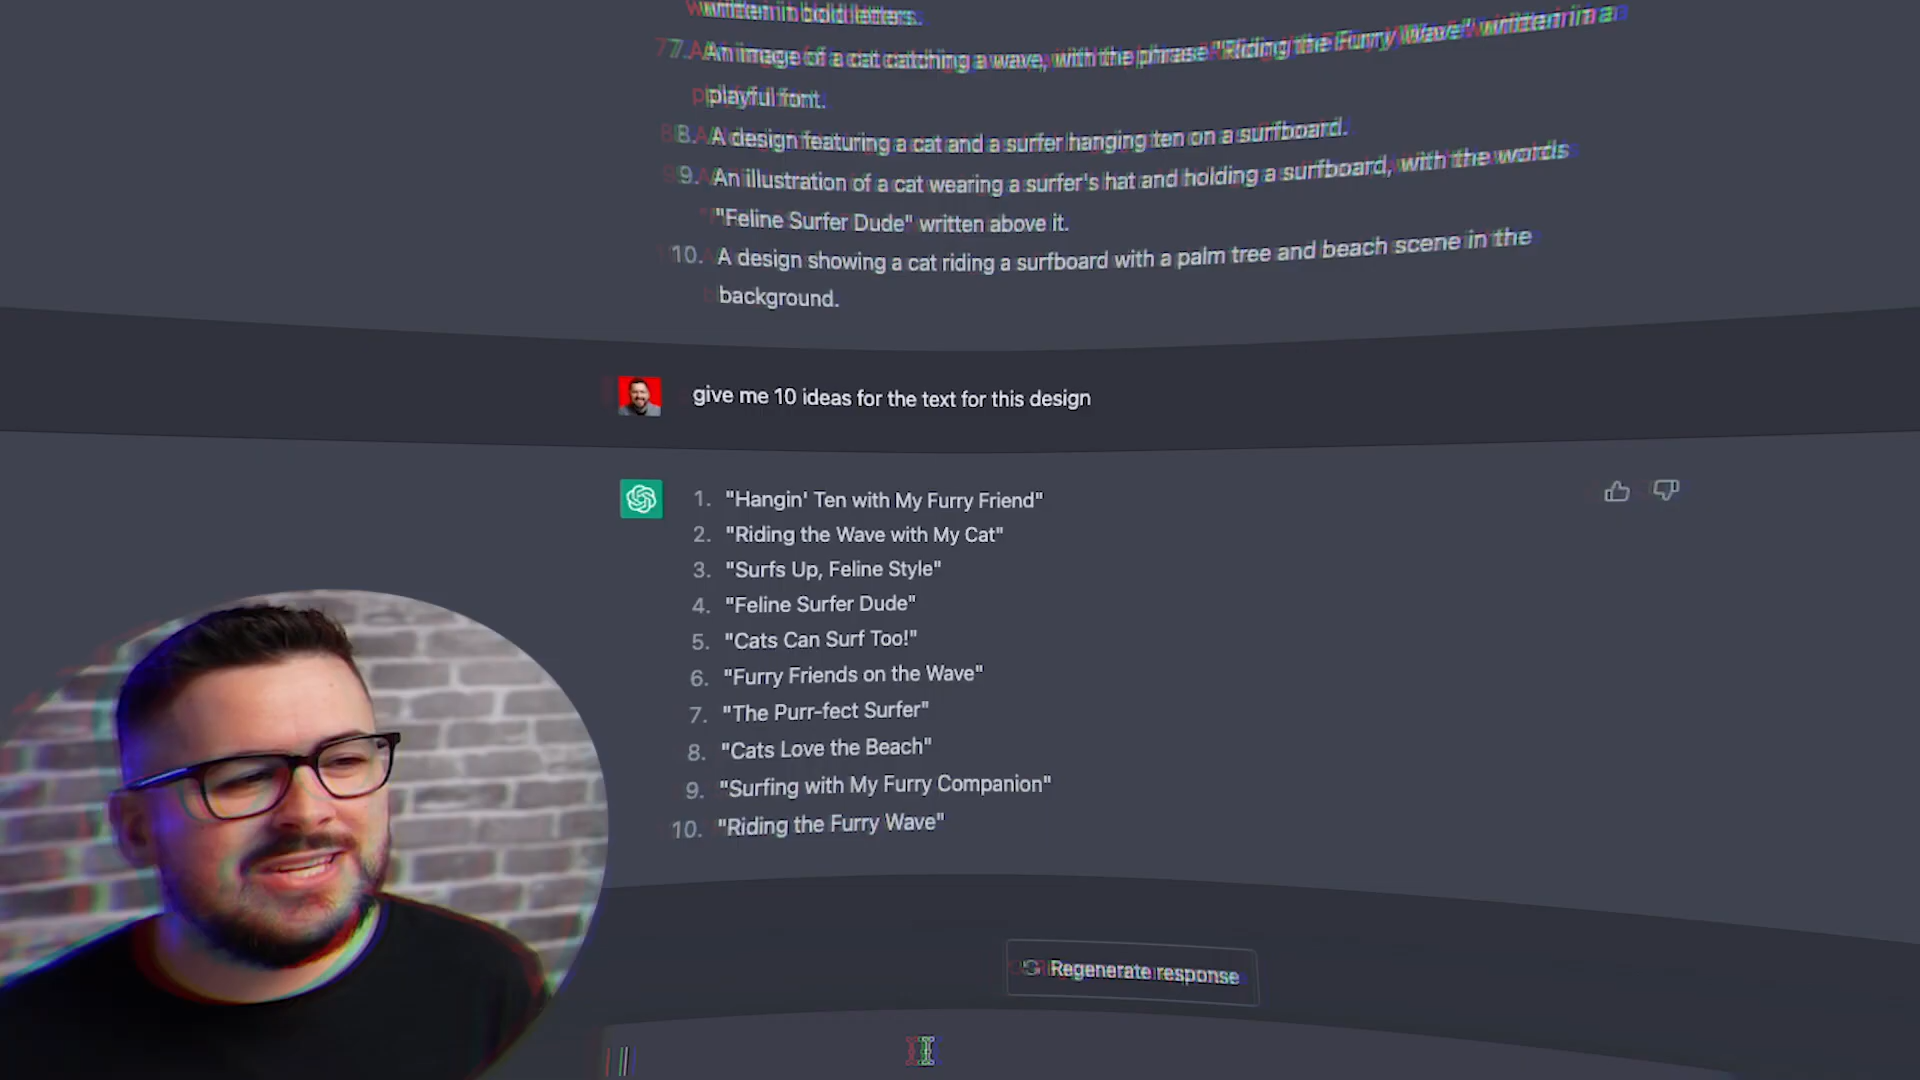 written in bold letters.
7. An image of a cat catching a wave, with the phrase "Riding the Furry Wave" written in a
playful font.
8. A design featuring a cat and a surfer hanging ten on a surfboard.
9. An illustration of a cat wearing a surfer's hat and holding a surfboard, with the words
"Feline Surfer Dude" written above it.
10. A design showing a cat riding a surfboard with a palm tree and beach scene in the
background.
give me 10 ideas for the text for this design
1. "Hangin' Ten with My Furry Friend"
2. "Riding the Wave with My Cat"
3. "Surfs Up, Feline Style"
4. "Feline Surfer Dude"
5. "Cats Can Surf Too!"
6. "Furry Friends on the Wave"
7. "The Purr-fect Surfer"
8. "Cats Love the Beach"
9. "Surfing with My Furry Companion"
10. "Riding the Furry Wave"
Regenerate response